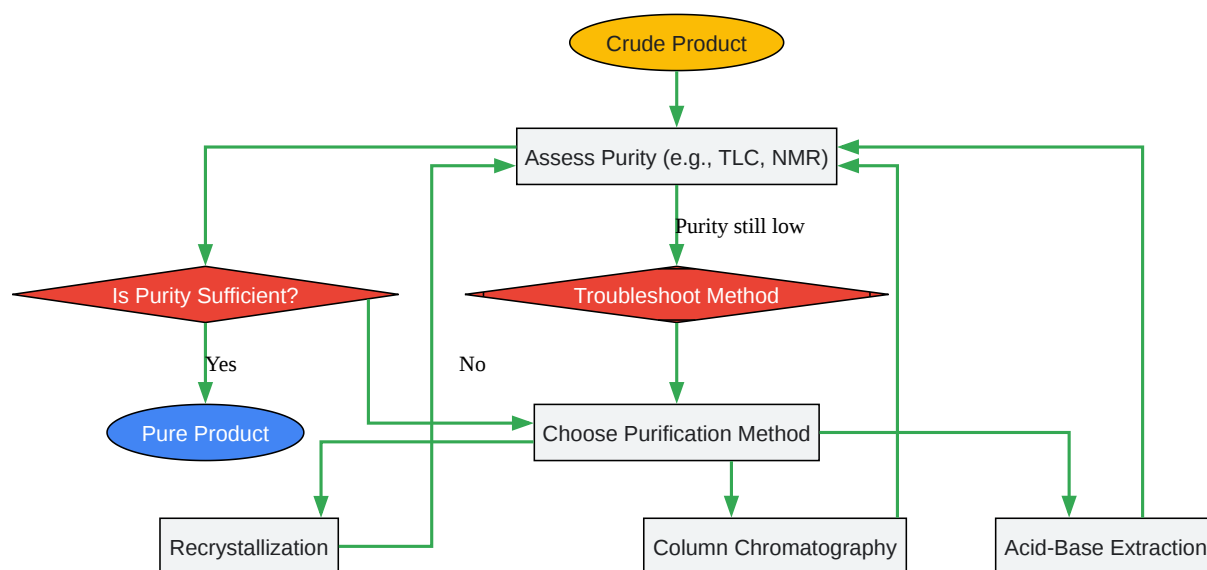 Crude Product
Assess Purity (e.g., TLC, NMR)
Purity still low
Is Purity Sufficient?
Troubleshoot Method
Yes
No
Pure Product
Choose Purification Method
Recrystallization
Column Chromatography
Acid-Base Extraction